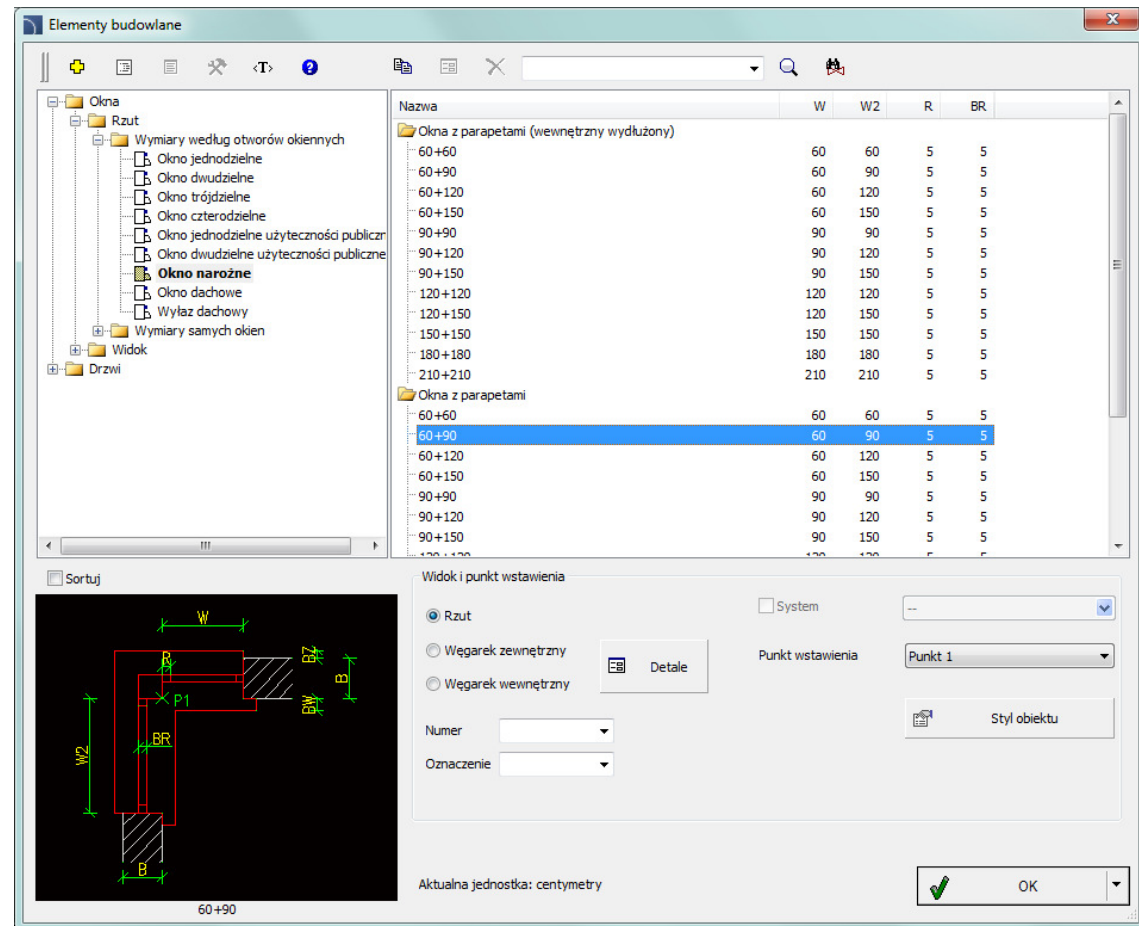 Elementy budowlane
<T>
Okna
Rzut
Wymiary według otworów okiennych
Okno jednodzielne
Okno dwudzielne
Okno trójdzielne
Okno czterodzielne
Okno jednodzielne użyteczności publiczr
Okno dwudzielne użyteczności publiczne
Okno narożne
Okno dachowe
Wyłaz dachowy
Wymiary samych okien
Widok
Drzwi
Nazwa W W2 R BR
Okna z parapetami (wewnętrzny wydłużony)
60+60 60 60 5 5
60+90 60 90 5 5
60+120 60 120 5 5
60+150 60 150 5 5
90+90 90 90 5 5
90+120 90 120 5 5
90+150 90 150 5 5
120+120 120 120 5 5
120+150 120 150 5 5
150+150 150 150 5 5
180+180 180 180 5 5
210+210 210 210 5 5
Okna z parapetami
60+60 60 60 5 5
60+90 60 90 5 5
60+120 60 120 5 5
60+150 60 150 5 5
90+90 90 90 5 5
90+120 90 120 5 5
90+150 90 150 5 5
Sortuj
W
R
BZ
B
P1
BW
BR
W2
B
60+90
Widok i punkt wstawienia
Rzut
Węgarek zewnętrzny
Węgarek wewnętrzny
Detale
System
--
Punkt wstawienia
Punkt 1
Styl obiektu
Numer
Oznaczenie
Aktualna jednostka: centymetry
OK